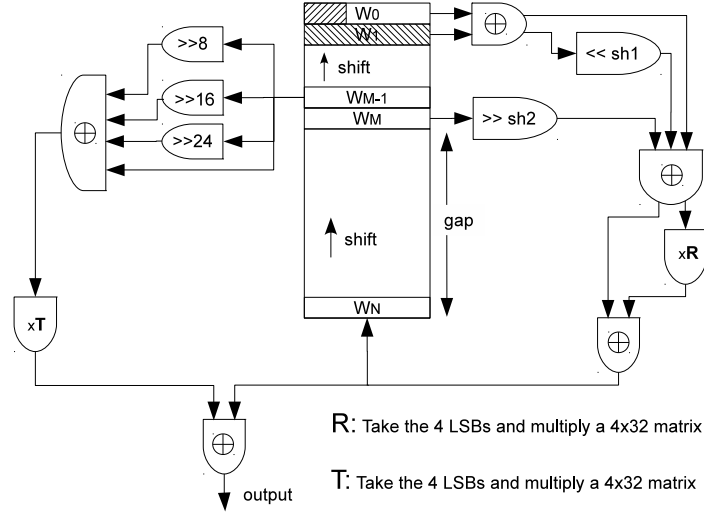 W0
W1
>>8
<< sh1
shift
>>16
WM-1
WM
>> sh2
>>24
gap
shift
xR
WN
xT
R: Take the 4 LSBs and multiply a 4x32 matrix
T: Take the 4 LSBs and multiply a 4x32 matrix
output